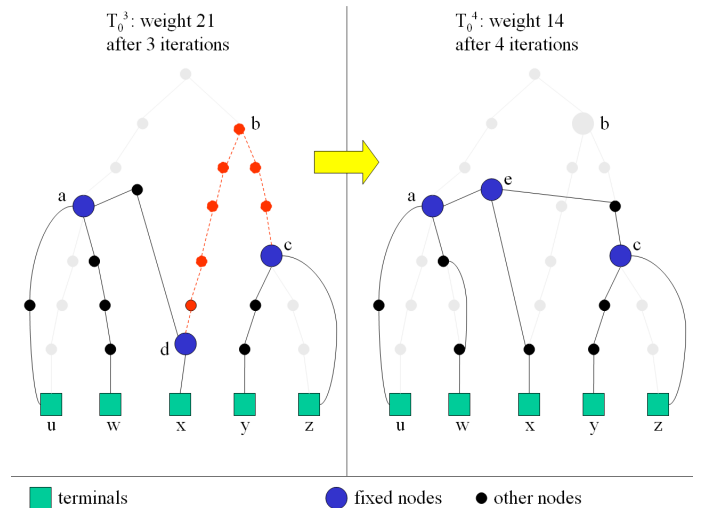 T₀³: weight 21
after 3 iterations
T₀⁴: weight 14
after 4 iterations
b
b
a
e
a
c
c
d
u w x y z
u w x y z
terminals
fixed nodes
other nodes